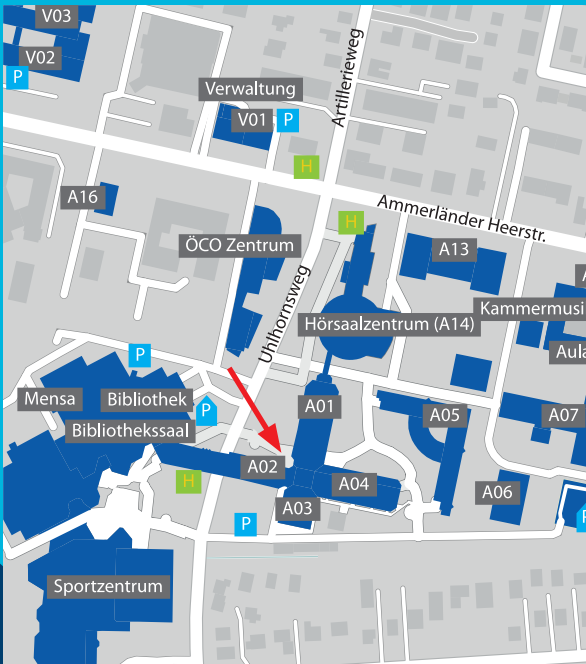 V03
V02
P
Verwaltung
V01
P
Artillerieweg
H
A16
H
Ammerländer Heerstr.
ÖCO Zentrum
A13
Uhlhornsweg
Hörsaalzentrum (A14)
Kammermusi
Aula
P
Mensa
Bibliothek
P
A01
A05
A07
Bibliothekssaal
A02
H
A04
A06
A03
P
Sportzentrum